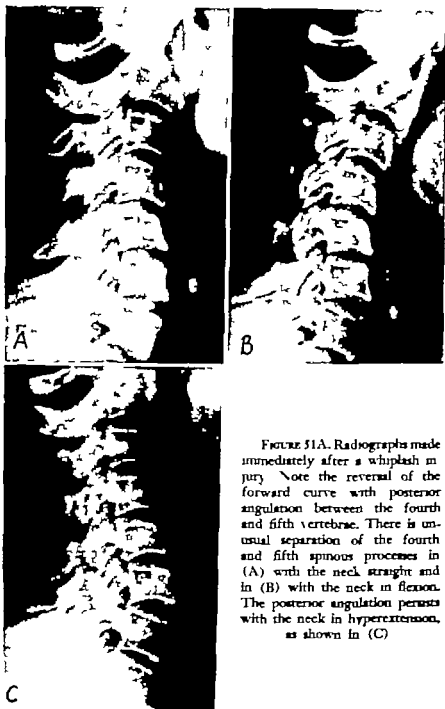 A
B
C
FIGURE 51A. Radiographs made
immediately after a whiplash in
jury Note the reversal of the
forward curve with posterior
angulation between the fourth
and fifth vertebrae. There is un-
usual separation of the fourth
and fifth spinous processes in
(A) with the neck straight and
in (B) with the neck in flexion.
The posterior angulation persists
with the neck in hyperextension,
as shown in (C)